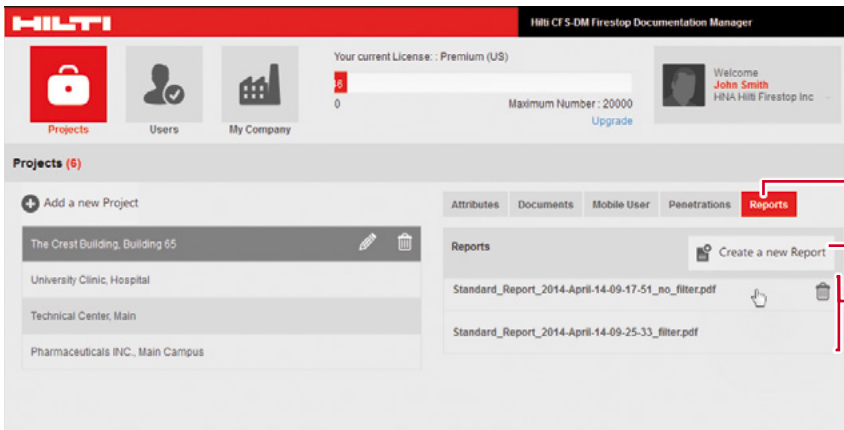 HILTI
Hilti CFS-DM Firestop Documentation Manager
Projects
Users
My Company
Your current License: : Premium (US)
0
Maximum Number : 20000
Upgrade
Welcome
John Smith
HNA Hilti Firestop Inc
Projects (6)
Add a new Project
The Crest Building, Building 65
University Clinic, Hospital
Technical Center, Main
Pharmaceuticals INC., Main Campus
Attributes Documents Mobile User Penetrations Reports
Reports
Create a new Report
Standard_Report_2014-April-14-09-17-51_no_filter.pdf
Standard_Report_2014-April-14-09-25-33_filter.pdf